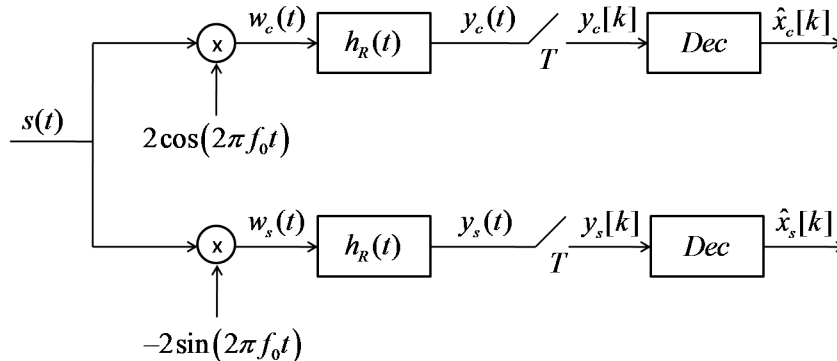 w_c(t) y_c(t) y_c[k] x̂_c[k]
x h_R(t) T Dec
s(t)
2cos(2πf_0t)
w_s(t) y_s(t) y_s[k] x̂_s[k]
x h_R(t) T Dec
−2sin(2πf_0t)